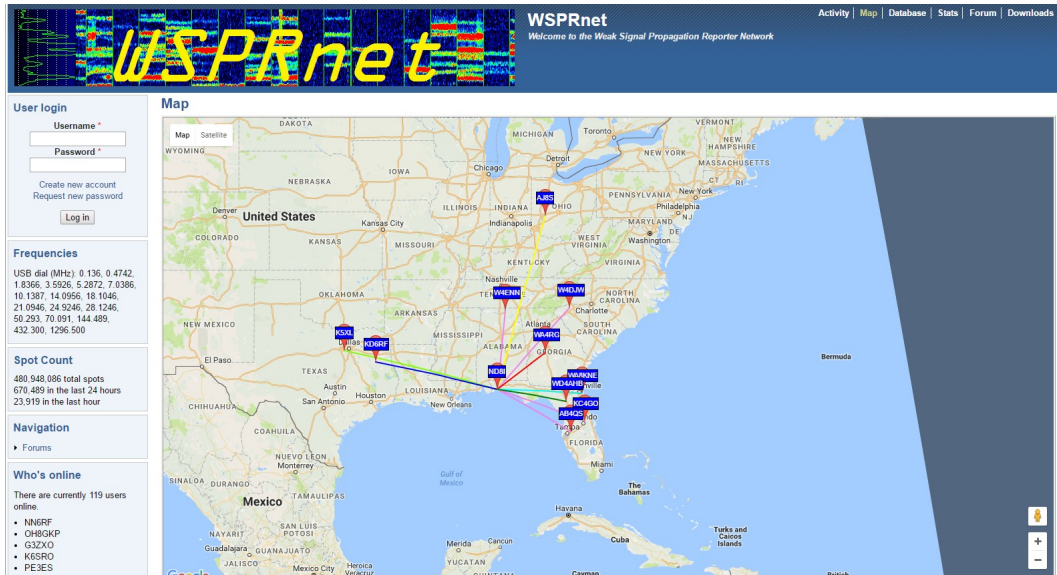 WSPRnet
WSPRnet
Welcome to the Weak Signal Propagation Reporter Network
Activity | Map | Database | Stats | Forum | Downloads
User login
Username *
Password *
Create new account
Request new password
Log in
Frequencies
USB dial (MHz): 0.136, 0.4742,
1.8366, 3.5926, 5.2872, 7.0386,
10.1387, 14.0956, 18.1046,
21.0946, 24.9246, 28.1246,
50.293, 70.091, 144.489,
432.300, 1296.500
Spot Count
480,948,086 total spots
670,489 in the last 24 hours
23,919 in the last hour
Navigation
Forums
Who's online
There are currently 119 users
online.
NN6RF
OH8GKP
G3ZXO
K6SRO
PE3ES
Map
Map Satellite
DAKOTA
WYOMING
MICHIGAN
Toronto
VERMONT
NEW
HAMPSHIRE
NEW YORK
MASSACHUSETTS
CT RI
Detroit
Chicago
IOWA
NEBRASKA
PENNSYLVANIA
New York
Philadelphia
NJ
AJ8S
OHIO
ILLINOIS
INDIANA
Indianapolis
MARYLAND
DE
Washington
Denver
United States
Kansas City
COLORADO
KANSAS
MISSOURI
WEST
VIRGINIA
KENTUCKY
VIRGINIA
Nashville
W4ENN
W4DJW
NORTH
CAROLINA
Charlotte
OKLAHOMA
ARKANSAS
NEW MEXICO
MISSISSIPPI
Atlanta
SOUTH
CAROLINA
WA4RG
ALABAMA
GEORGIA
K5XL
KD6RF
Dallas
El Paso
TEXAS
ND8I
Bermuda
WD4AHB
Austin
San Antonio
Houston
LOUISIANA
New Orleans
KC4GO
AB4QS
Tampa
FLORIDA
CHIHUAHUA
COAHUILA
Miami
NUEVO LEON
Monterrey
SINALOA
DURANGO
Gulf of
Mexico
The
Bahamas
TAMAULIPAS
Mexico
Havana
SAN LUIS
POTOSI
Cuba
Turks and
Caicos
Islands
NAYARIT
Guadalajara
GUANAJUATO
Merida
Cancun
JALISCO
Mexico City
Heroica
Veracruz
YUCATAN
Cayman
British
Google
+
−